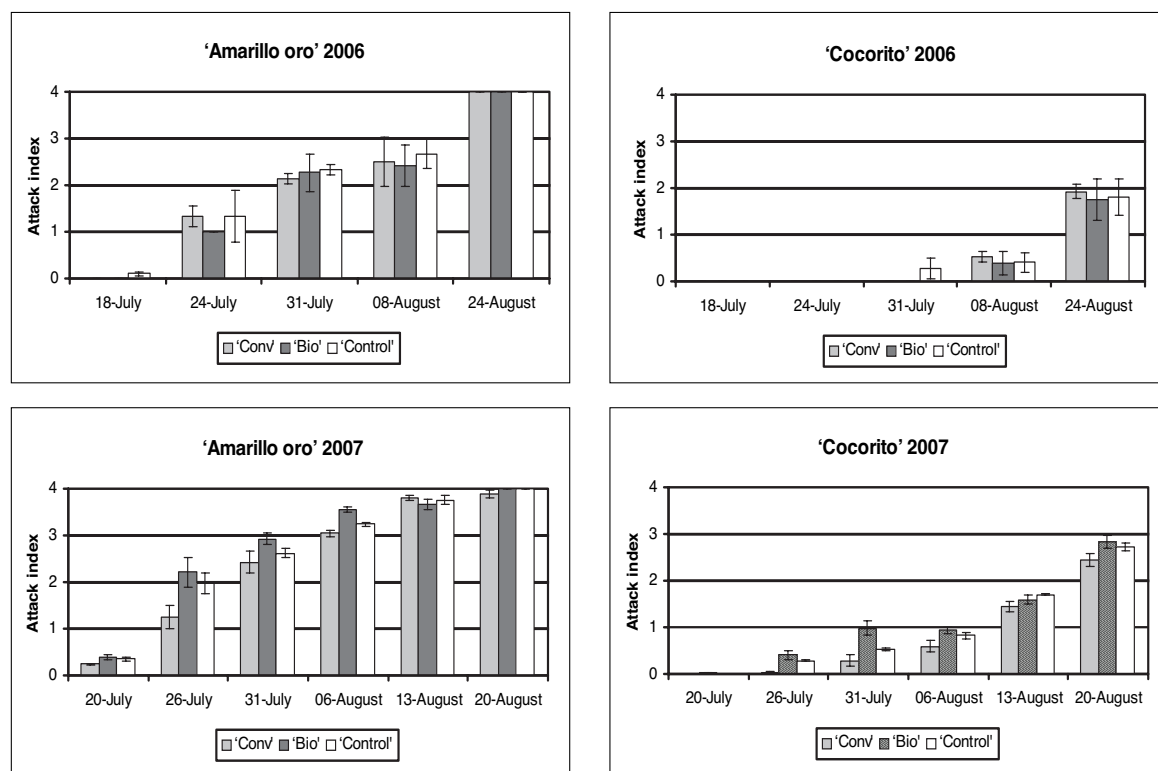 ‘Amarillo oro’ 2006
Attack index
4
3
2
1
0
18-July 24-July 31-July 08-August 24-August
‘Conv’ ‘Bio’ ‘Control’
‘Cocorito’ 2006
Attack index
4
3
2
1
0
18-July 24-July 31-July 08-August 24-August
‘Conv’ ‘Bio’ ‘Control’
‘Amarillo oro’ 2007
Attack index
4
3
2
1
0
20-July 26-July 31-July 06-August 13-August 20-August
‘Conv’ ‘Bio’ ‘Control’
‘Cocorito’ 2007
Attack index
4
3
2
1
0
20-July 26-July 31-July 06-August 13-August 20-August
‘Conv’ ‘Bio’ ‘Control’